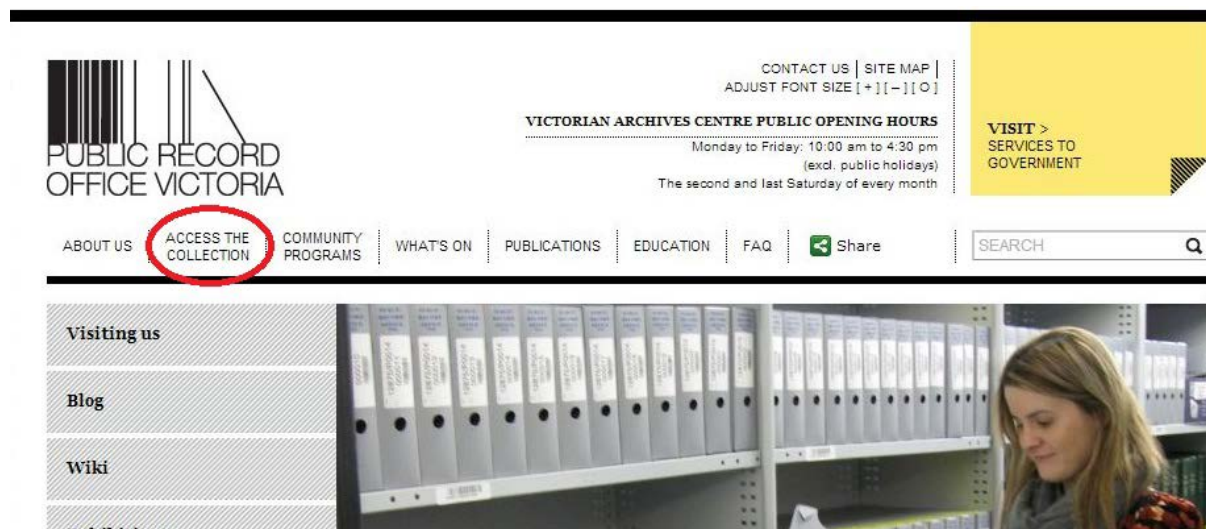 CONTACT US | SITE MAP |
ADJUST FONT SIZE [ + ] [ – ] [ O ]
VICTORIAN ARCHIVES CENTRE PUBLIC OPENING HOURS
Monday to Friday: 10:00 am to 4:30 pm
(excl. public holidays)
The second and last Saturday of every month
VISIT >
SERVICES TO
GOVERNMENT
PUBLIC RECORD
OFFICE VICTORIA
ABOUT US
ACCESS THE
COLLECTION
COMMUNITY
PROGRAMS
WHAT'S ON
PUBLICATIONS
EDUCATION
FAQ
Share
SEARCH
Visiting us
Blog
Wiki